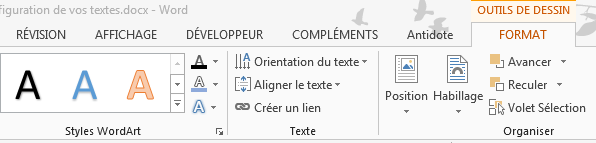 figuration de vos textes.docx - Word
OUTILS DE DESSIN
RÉVISION AFFICHAGE DÉVELOPPEUR COMPLÉMENTS Antidote FORMAT
A A A A Orientation du texte Avancer
A Aligner le texte Reculer
A Créer un lien Position Habillage Volet Sélection
Styles WordArt Texte Organiser